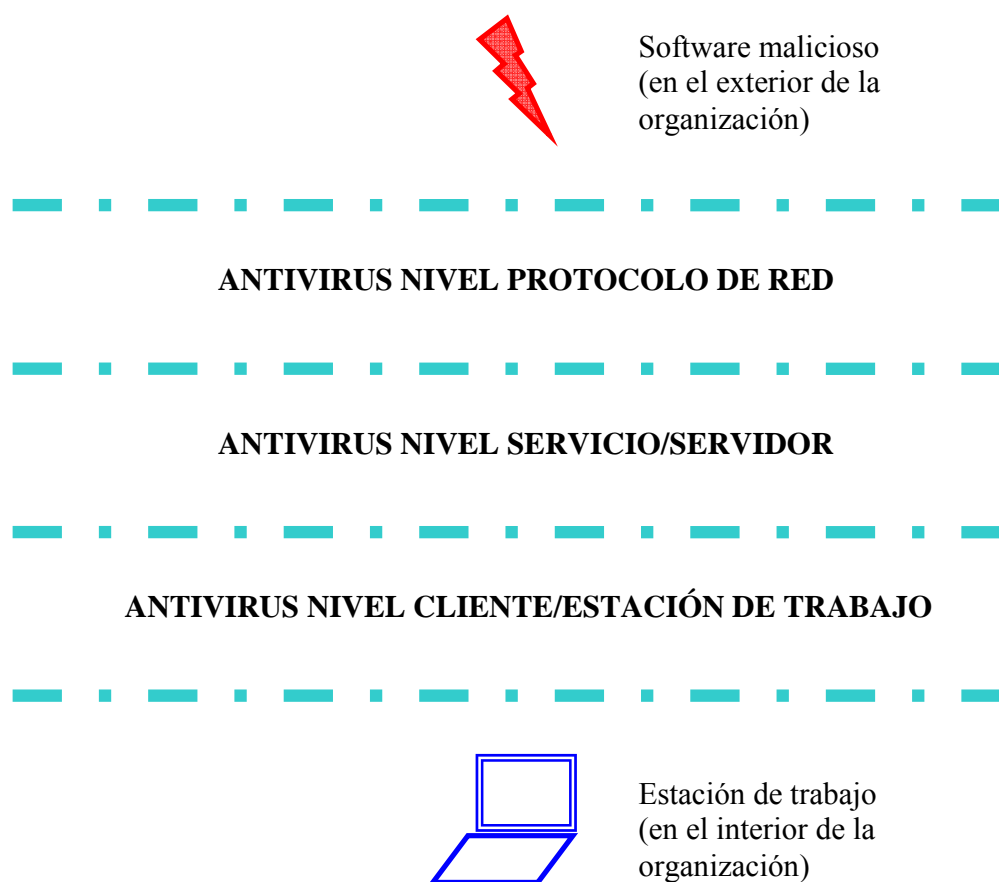 Software malicioso
(en el exterior de la
organización)
ANTIVIRUS NIVEL PROTOCOLO DE RED
ANTIVIRUS NIVEL SERVICIO/SERVIDOR
ANTIVIRUS NIVEL CLIENTE/ESTACIÓN DE TRABAJO
Estación de trabajo
(en el interior de la
organización)